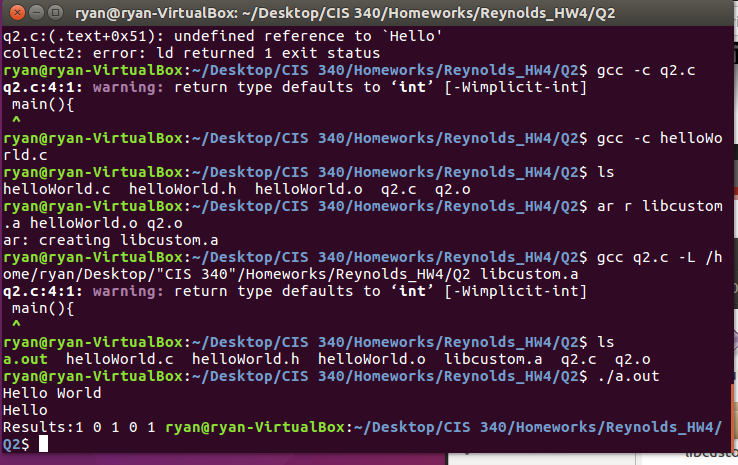 ryan@ryan-VirtualBox: ~/Desktop/CIS 340/Homeworks/Reynolds_HW4/Q2
q2.c:(.text+0x51): undefined reference to `Hello'
collect2: error: ld returned 1 exit status
ryan@ryan-VirtualBox:~/Desktop/CIS 340/Homeworks/Reynolds_HW4/Q2$ gcc -c q2.c
q2.c:4:1: warning: return type defaults to ‘int’ [-Wimplicit-int]
 main(){
 ^
ryan@ryan-VirtualBox:~/Desktop/CIS 340/Homeworks/Reynolds_HW4/Q2$ gcc -c helloWo
rld.c
ryan@ryan-VirtualBox:~/Desktop/CIS 340/Homeworks/Reynolds_HW4/Q2$ ls
helloWorld.c  helloWorld.h  helloWorld.o  q2.c  q2.o
ryan@ryan-VirtualBox:~/Desktop/CIS 340/Homeworks/Reynolds_HW4/Q2$ ar r libcustom
.a helloWorld.o q2.o
ar: creating libcustom.a
ryan@ryan-VirtualBox:~/Desktop/CIS 340/Homeworks/Reynolds_HW4/Q2$ gcc q2.c -L /h
ome/ryan/Desktop/"CIS 340"/Homeworks/Reynolds_HW4/Q2 libcustom.a
q2.c:4:1: warning: return type defaults to ‘int’ [-Wimplicit-int]
 main(){
 ^
ryan@ryan-VirtualBox:~/Desktop/CIS 340/Homeworks/Reynolds_HW4/Q2$ ls
a.out  helloWorld.c  helloWorld.h  helloWorld.o  libcustom.a  q2.c  q2.o
ryan@ryan-VirtualBox:~/Desktop/CIS 340/Homeworks/Reynolds_HW4/Q2$ ./a.out
Hello World
Hello
Results:1 0 1 0 1 ryan@ryan-VirtualBox:~/Desktop/CIS 340/Homeworks/Reynolds_HW4/
Q2$